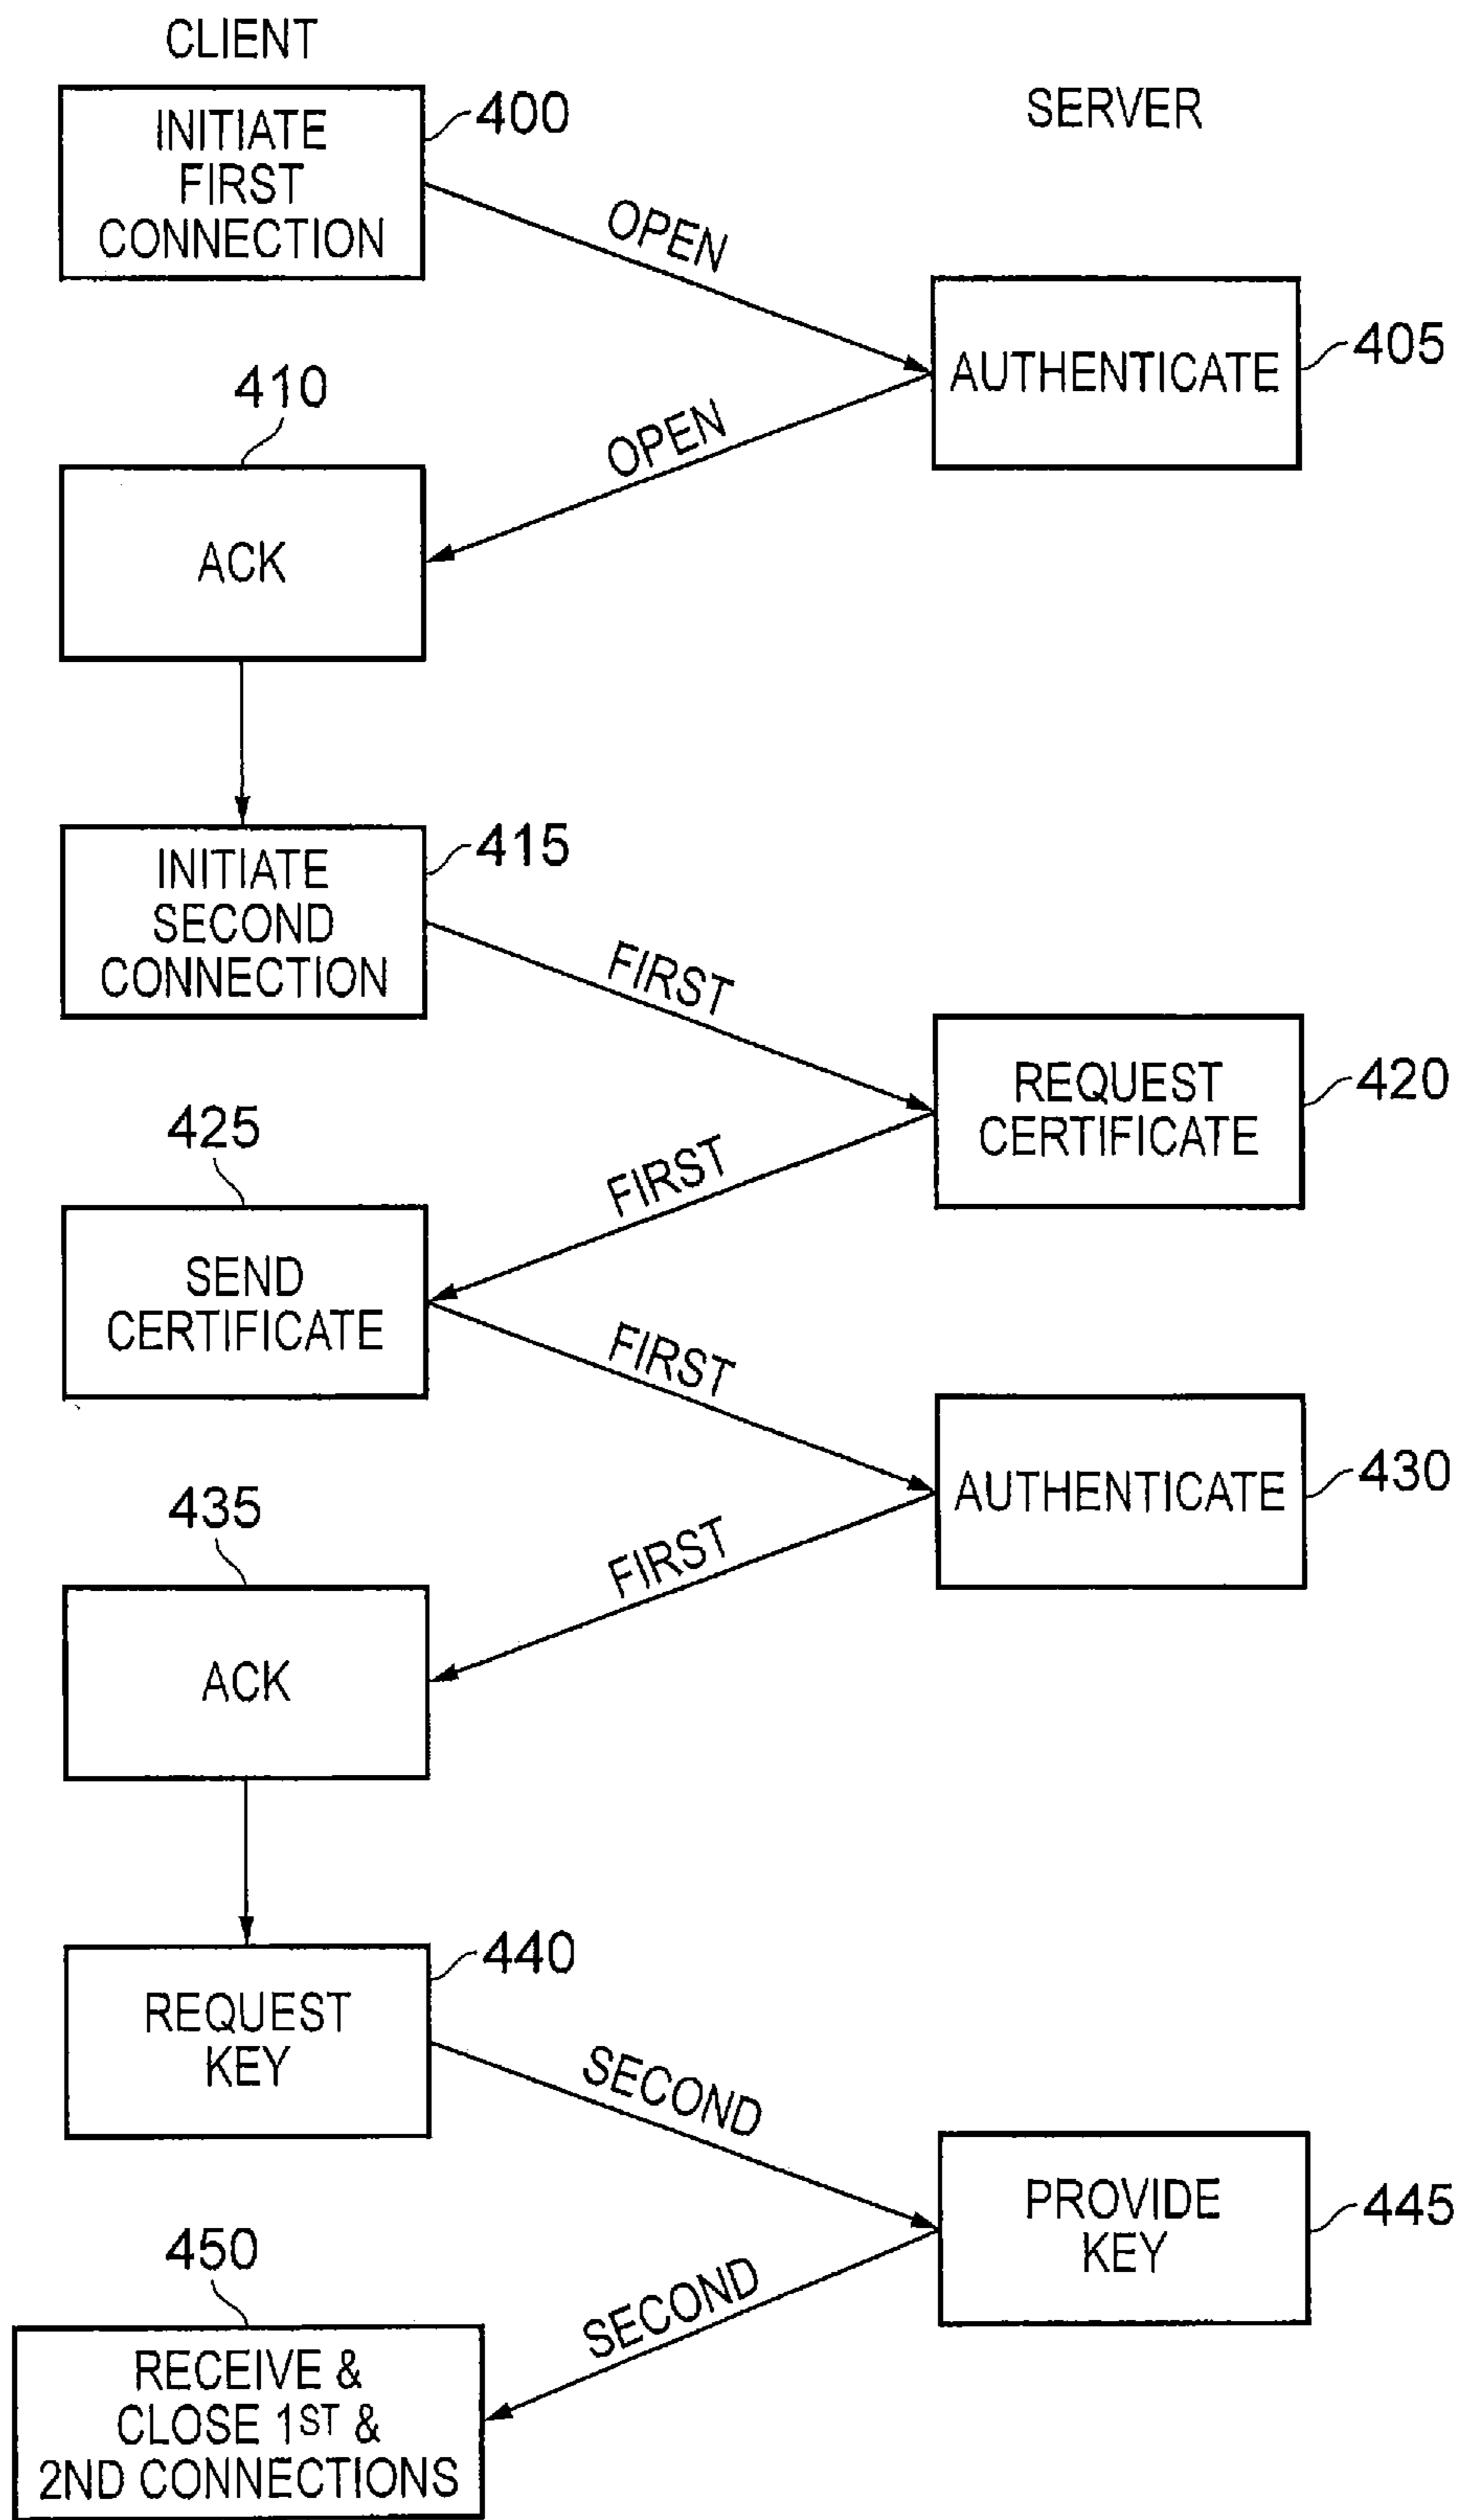 CLIENT
SERVER
INITIATE
FIRST
CONNECTION
400
OPEN
AUTHENTICATE
405
OPEN
410
ACK
INITIATE
SECOND
CONNECTION
415
FIRST
REQUEST
CERTIFICATE
420
FIRST
425
SEND
CERTIFICATE
FIRST
AUTHENTICATE
430
FIRST
435
ACK
REQUEST
KEY
440
SECOND
PROVIDE
KEY
445
SECOND
450
RECEIVE &
CLOSE 1ST &
2ND CONNECTIONS